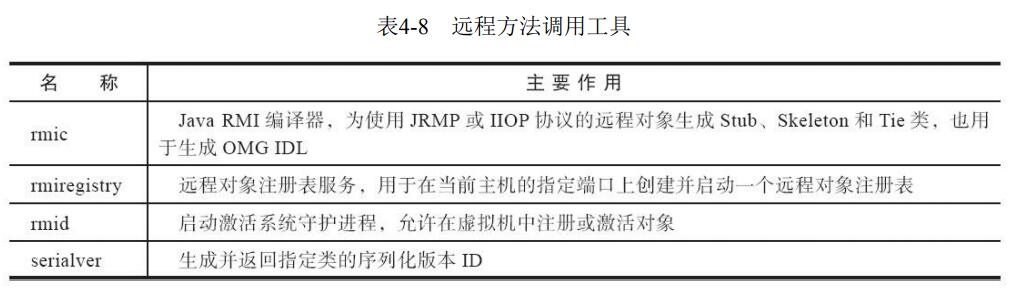 表4-8 远程方法调用工具
名 称 主 要 作 用
rmic Java RMI 编译器，为使用 JRMP 或 IIOP 协议的远程对象生成 Stub、Skeleton 和 Tie 类，也用
于生成 OMG IDL
rmiregistry 远程对象注册表服务，用于在当前主机的指定端口上创建并启动一个远程对象注册表
rmid 启动激活系统守护进程，允许在虚拟机中注册或激活对象
serialver 生成并返回指定类的序列化版本 ID